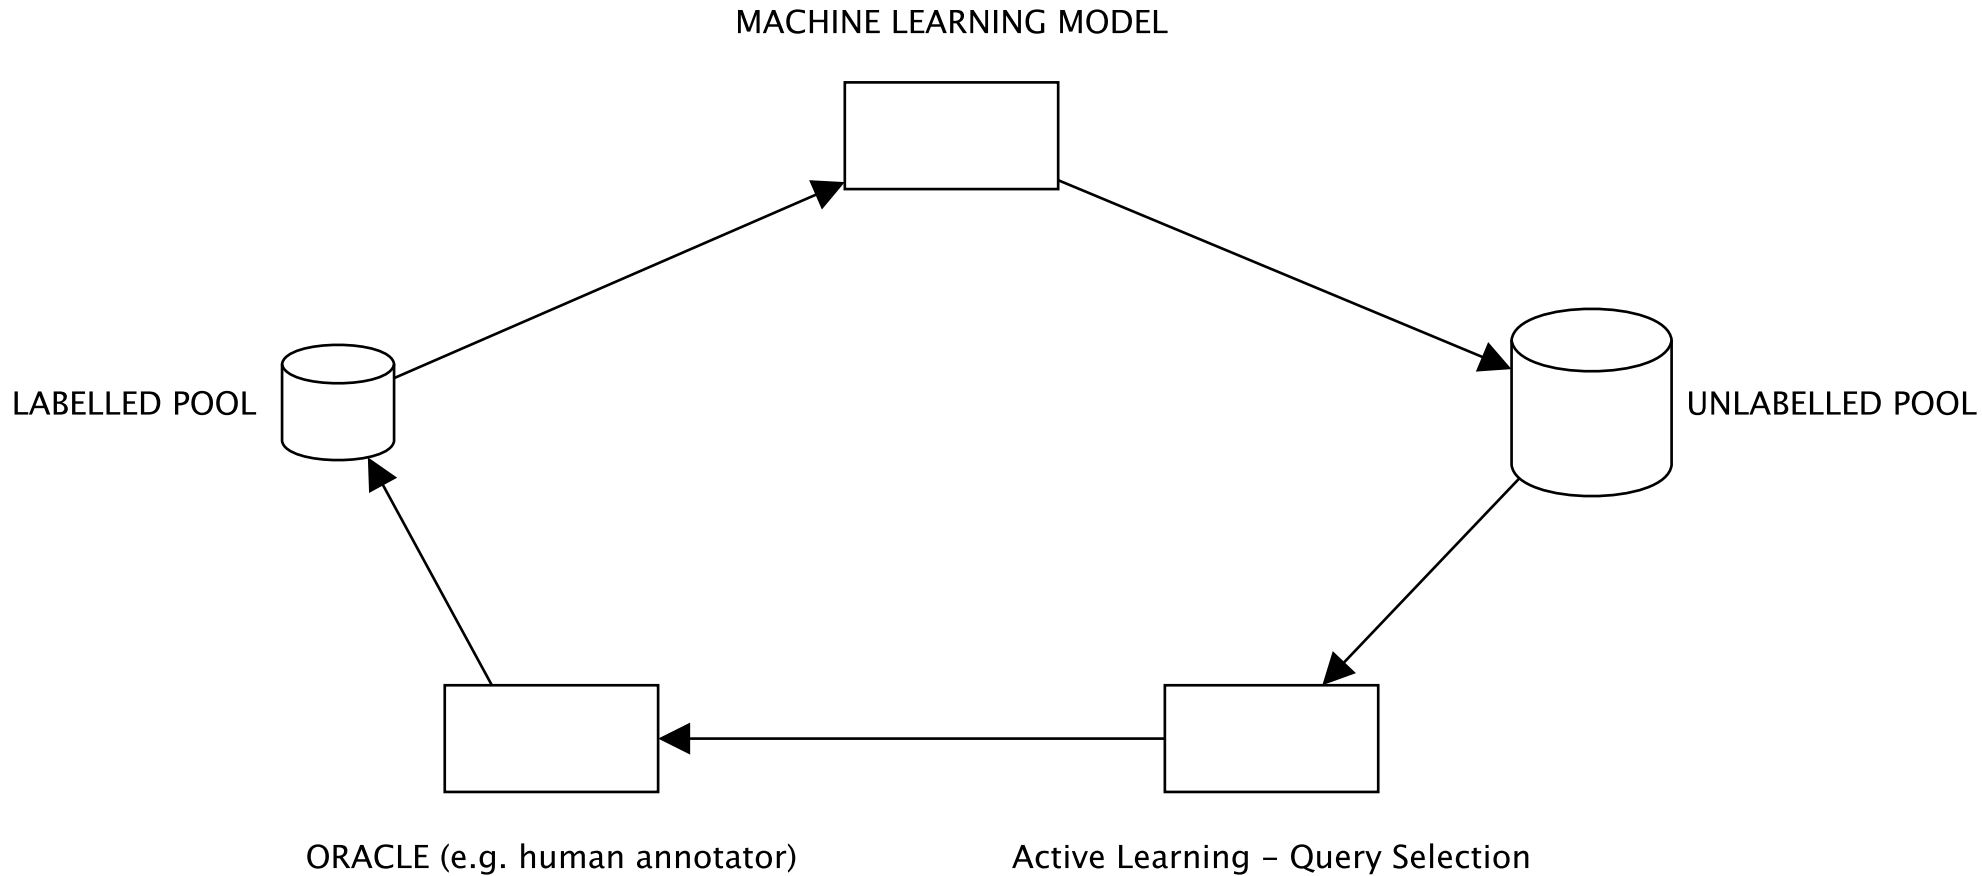 MACHINE LEARNING MODEL
LABELLED POOL
UNLABELLED POOL
ORACLE (e.g. human annotator)
Active Learning – Query Selection